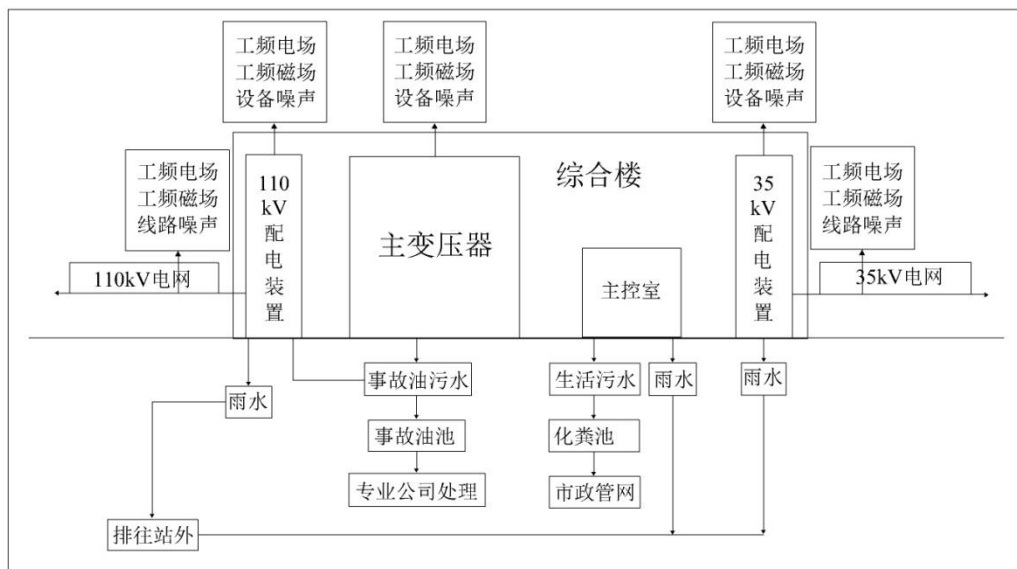 工频电场
工频磁场
设备噪声
工频电场
工频磁场
设备噪声
工频电场
工频磁场
设备噪声
工频电场
工频磁场
线路噪声
110
kV
配
电
装
置
主变压器
综合楼
主控室
35
kV
配
电
装
置
工频电场
工频磁场
线路噪声
110kV电网
35kV电网
雨水
事故油污水
生活污水
雨水
雨水
事故油池
化粪池
专业公司处理
市政管网
排往站外